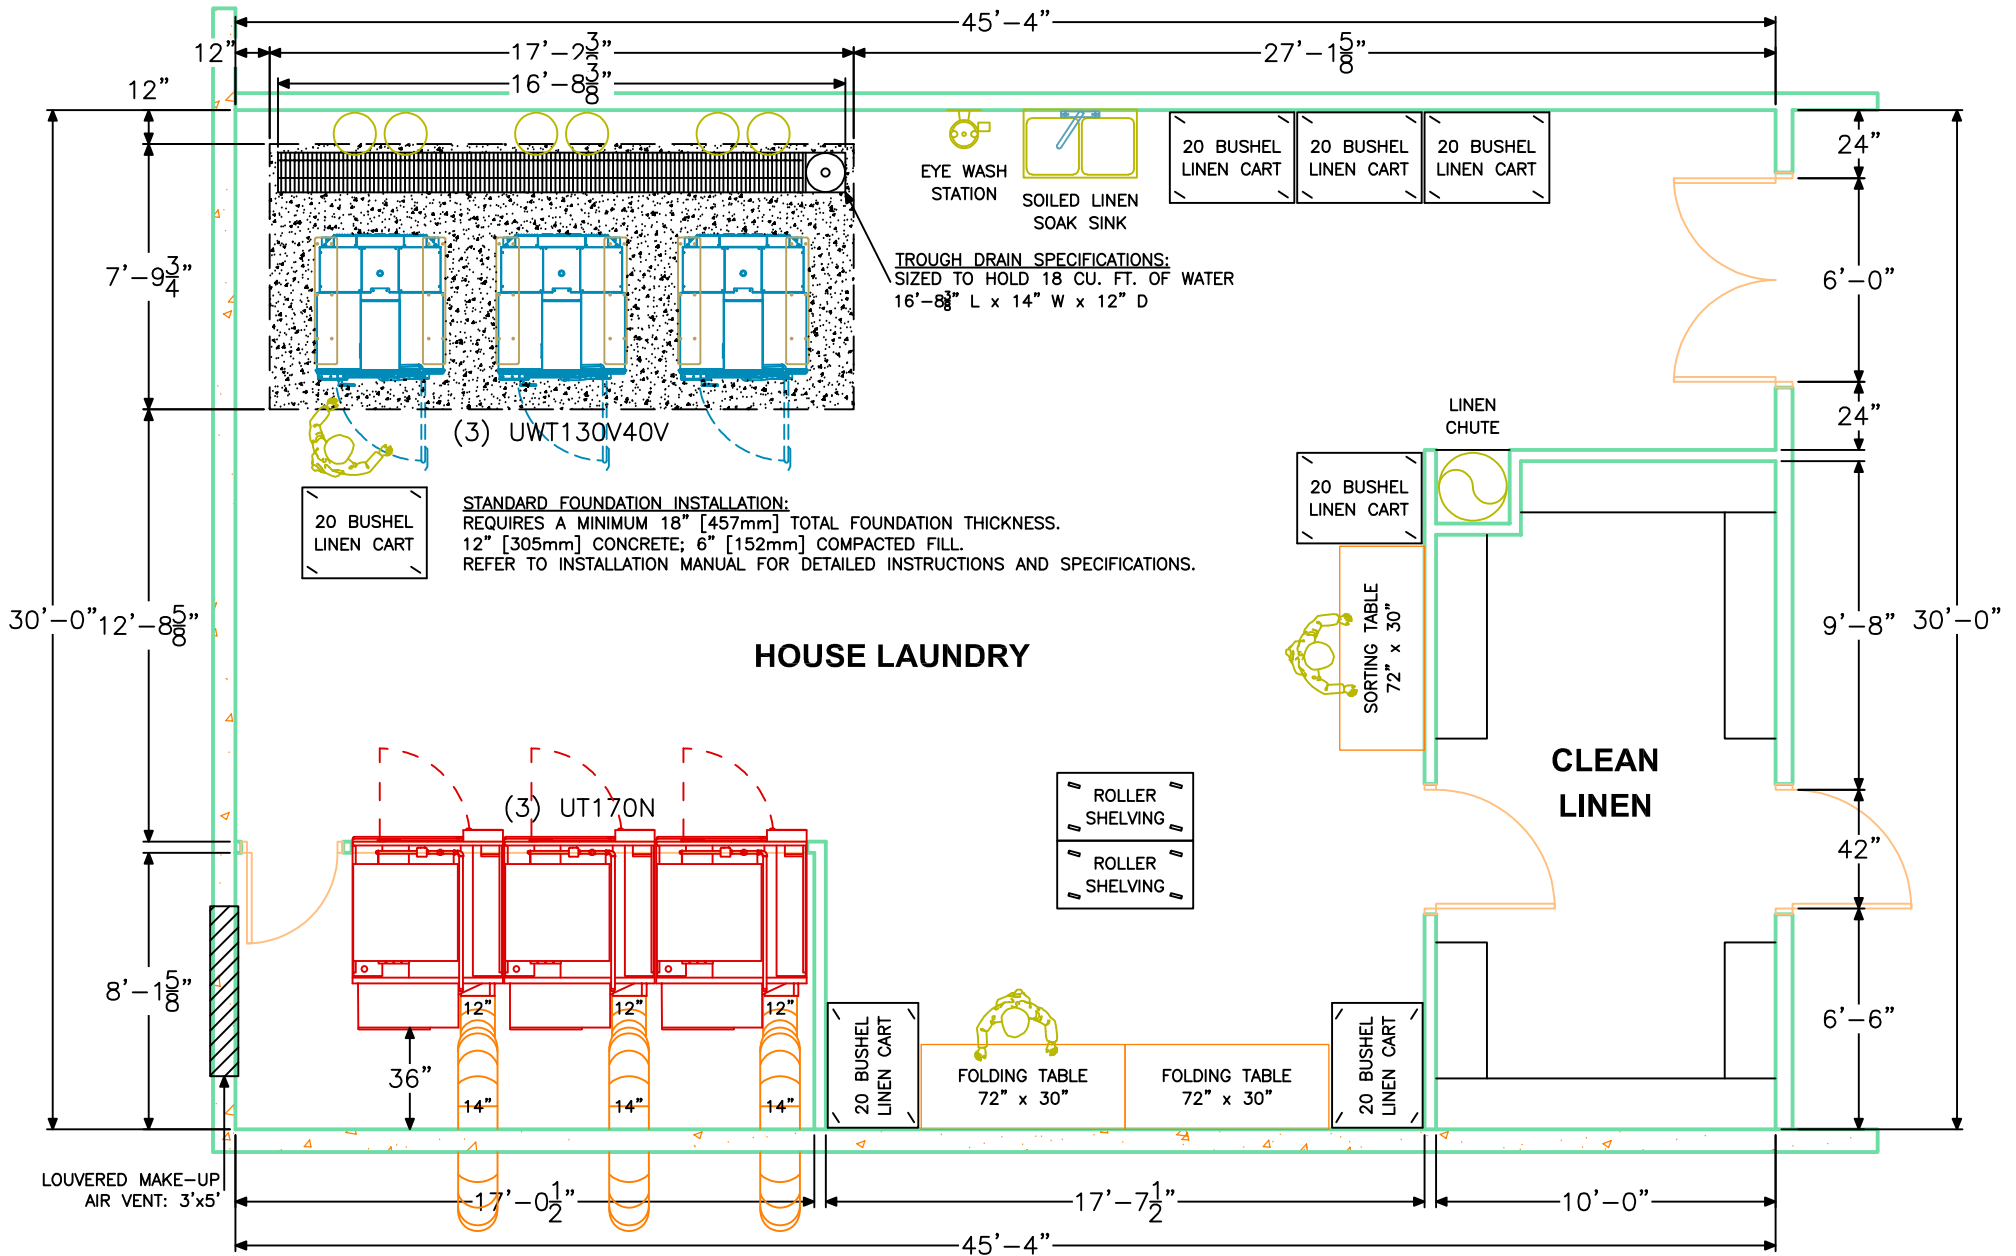 45'-4"
12"
17'-2 3/8"
27'-1 5/8"
16'-8 3/8"
12"
24"
20 BUSHEL
LINEN CART
20 BUSHEL
LINEN CART
20 BUSHEL
LINEN CART
EYE WASH
STATION
SOILED LINEN
SOAK SINK
TROUGH DRAIN SPECIFICATIONS:
SIZED TO HOLD 18 CU. FT. OF WATER
16'-8 3/8" L x 14" W x 12" D
7'-9 3/4"
6'-0"
24"
LINEN
CHUTE
(3) UWT130V40V
20 BUSHEL
LINEN CART
20 BUSHEL
LINEN CART
STANDARD FOUNDATION INSTALLATION:
REQUIRES A MINIMUM 18" [457mm] TOTAL FOUNDATION THICKNESS.
12" [305mm] CONCRETE; 6" [152mm] COMPACTED FILL.
REFER TO INSTALLATION MANUAL FOR DETAILED INSTRUCTIONS AND SPECIFICATIONS.
30'-0"
12'-8 5/8"
SORTING TABLE
72" x 30"
9'-8"
30'-0"
HOUSE LAUNDRY
CLEAN
LINEN
(3) UT170N
ROLLER
SHELVING
ROLLER
SHELVING
42"
8'-1 5/8"
12"
12"
12"
6'-6"
36"
14"
14"
14"
20 BUSHEL
LINEN CART
FOLDING TABLE
72" x 30"
FOLDING TABLE
72" x 30"
20 BUSHEL
LINEN CART
LOUVERED MAKE-UP
AIR VENT: 3'x5'
17'-0 1/2"
17'-7 1/2"
10'-0"
45'-4"